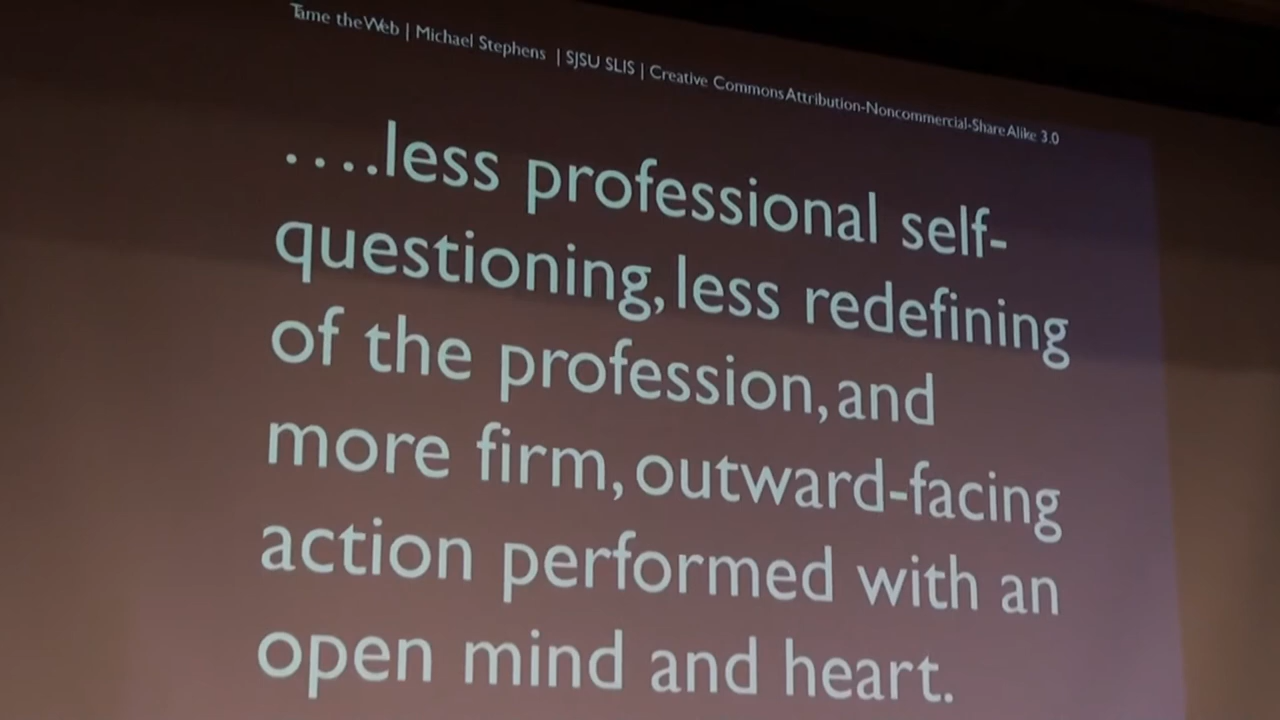 Tame the Web | Michael Stephens | SJSU SLIS | Creative Commons Attribution-Noncommercial-Share Alike 3.0
....less professional self-
questioning, less redefining
of the profession, and
more firm, outward-facing
action performed with an
open mind and heart.